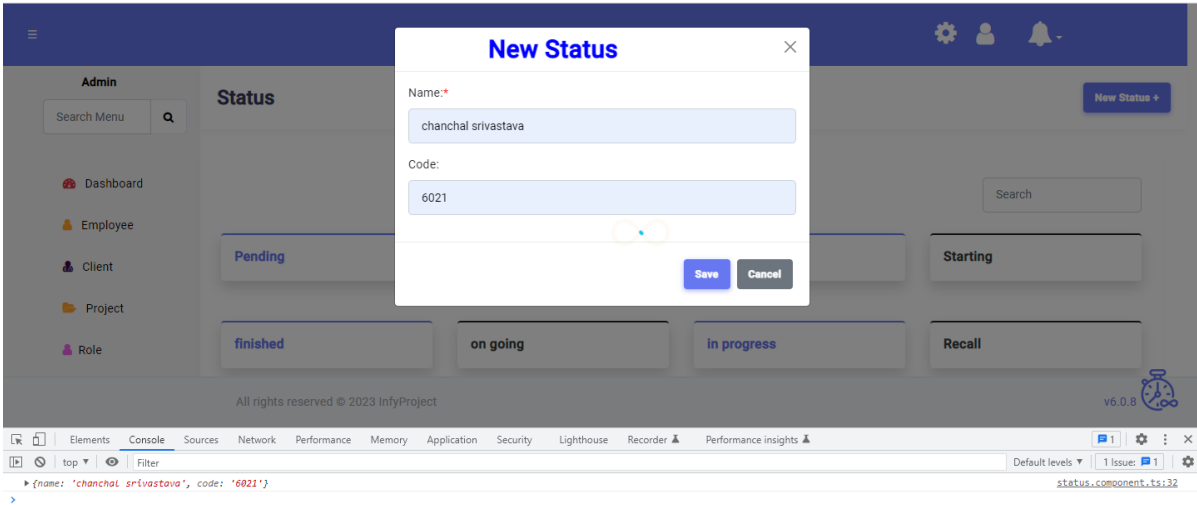 New Status
Admin
Search Menu
Status
New Status +
Name:*
chanchal srivastava
Code:
6021
Search
Dashboard
Employee
Client
Project
Role
Pending
Starting
Save
Cancel
finished
on going
in progress
Recall
All rights reserved © 2023 InfyProject
v6.0.8
Elements Console Sources Network Performance Memory Application Security Lighthouse Recorder Performance insights 1
top Filter Default levels 1 Issue: 1
{name: 'chanchal srivastava', code: '6021'} status.component.ts:32